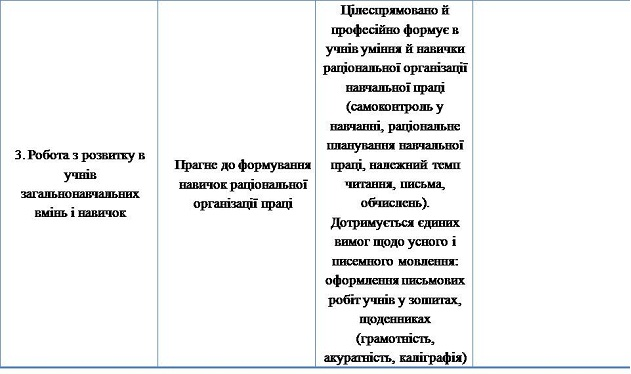 3. Робота з розвитку в
учнів
загальнонавчальних
вмінь і навичок
Прагне до формування
навичок раціональної
організації праці
Цілеспрямовано й
професійно формує в
учнів уміння й навички
раціональної організації
навчальної праці
(самоконтроль у
навчанні, раціональне
планування навчальної
праці, належний темп
читання, письма,
обчислень).
Дотримується єдиних
вимог щодо усного і
писемного мовлення:
оформлення письмових
робіт учнів у зошитах,
щоденниках
(грамотність,
акуратність, каліграфія)